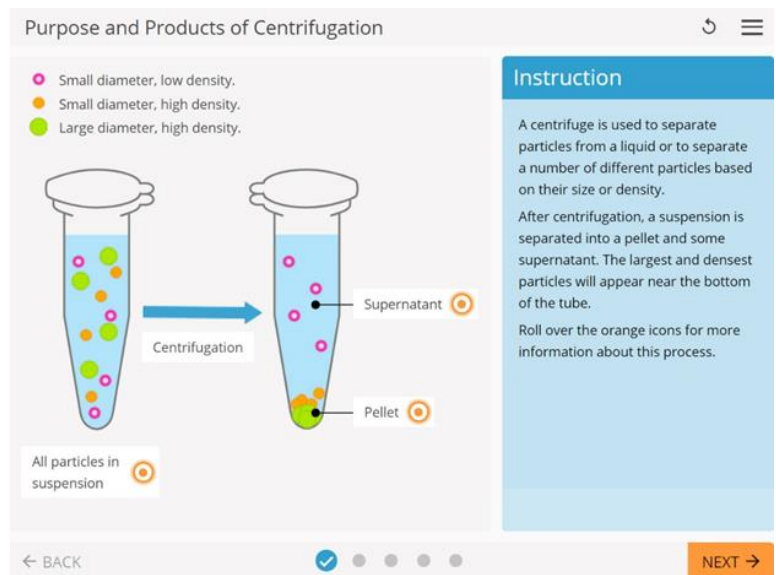 Purpose and Products of Centrifugation
Small diameter, low density.
Small diameter, high density.
Large diameter, high density.
Centrifugation
Supernatant
Pellet
All particles in
suspension
Instruction
A centrifuge is used to separate
particles from a liquid or to separate
a number of different particles based
on their size or density.
After centrifugation, a suspension is
separated into a pellet and some
supernatant. The largest and densest
particles will appear near the bottom
of the tube.
Roll over the orange icons for more
information about this process.
← BACK
NEXT →